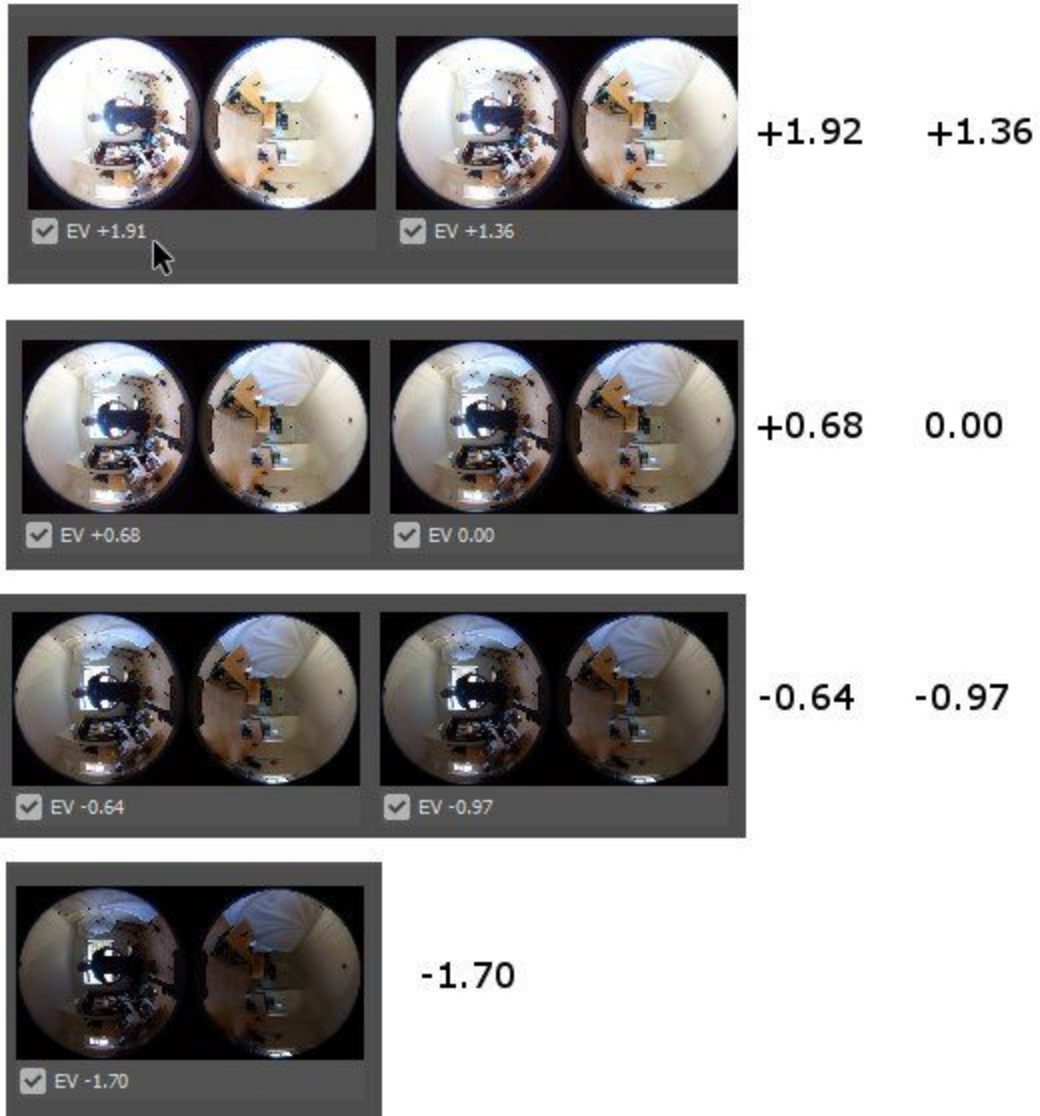 +1.92 +1.36
EV +1.91 EV +1.36
+0.68 0.00
EV +0.68 EV 0.00
-0.64 -0.97
EV -0.64 EV -0.97
-1.70
EV -1.70